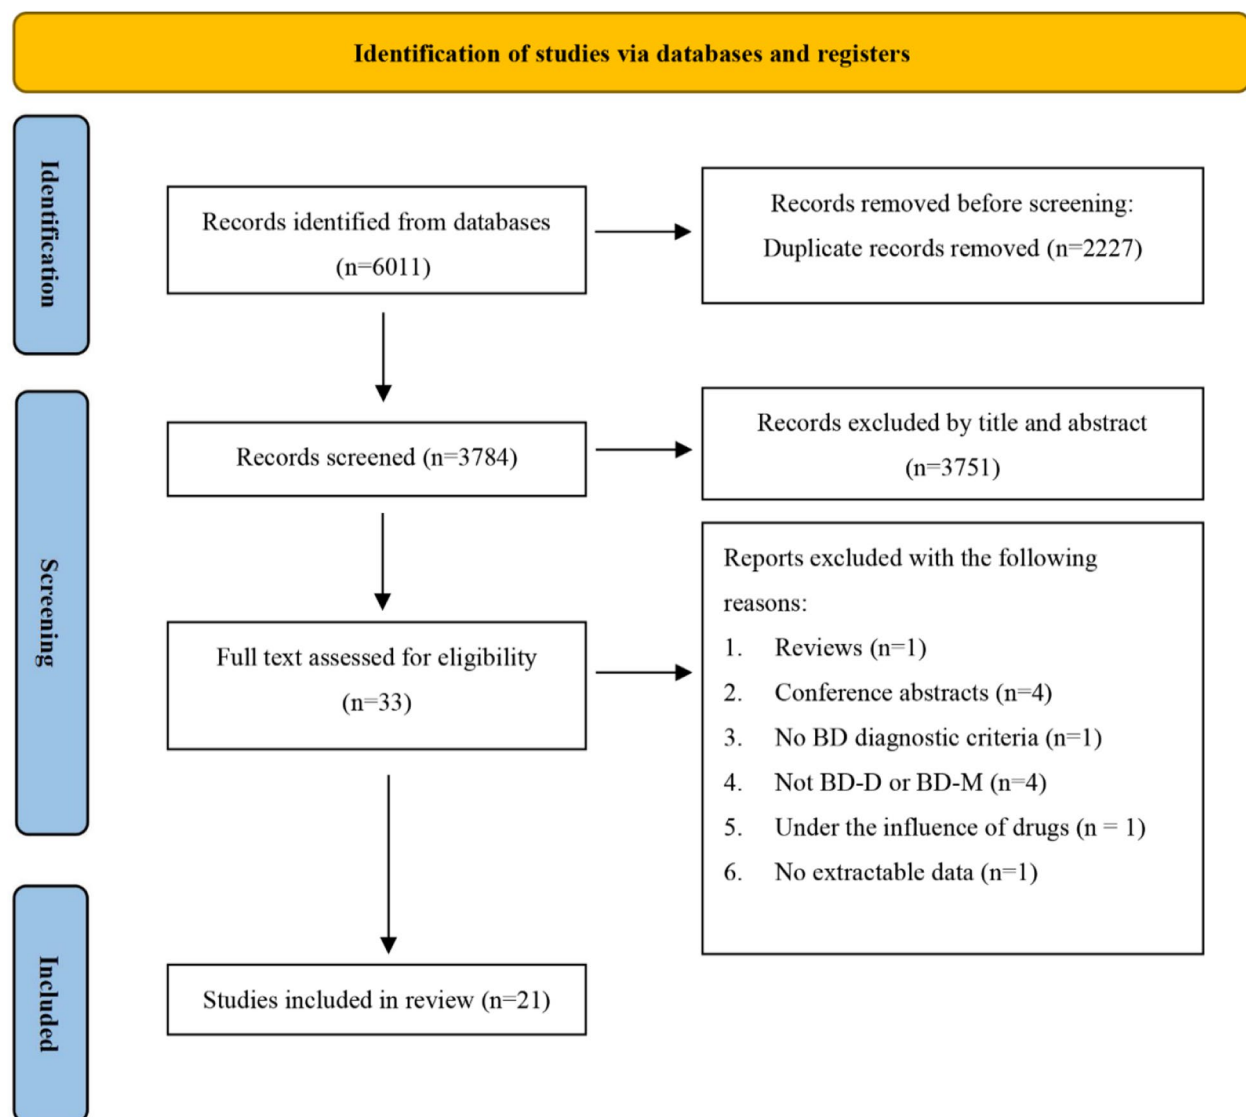 Identification of studies via databases and registers
Identification
Records identified from databases
(n=6011)
Records removed before screening:
Duplicate records removed (n=2227)
Screening
Records screened (n=3784)
Records excluded by title and abstract
(n=3751)
Full text assessed for eligibility
(n=33)
Reports excluded with the following
reasons:
1. Reviews (n=1)
2. Conference abstracts (n=4)
3. No BD diagnostic criteria (n=1)
4. Not BD-D or BD-M (n=4)
5. Under the influence of drugs (n = 1)
6. No extractable data (n=1)
Included
Studies included in review (n=21)